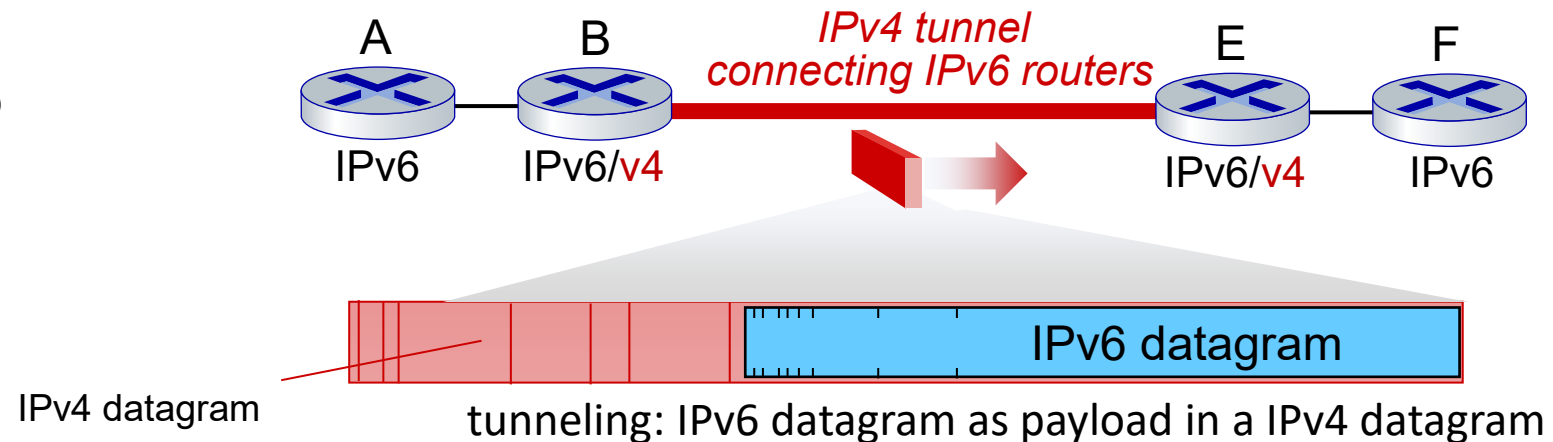 A
B
IPv4 tunnel
connecting IPv6 routers
E
F
IPv6
IPv6/v4
IPv6/v4
IPv6
IPv6 datagram
IPv4 datagram
tunneling: IPv6 datagram as payload in a IPv4 datagram